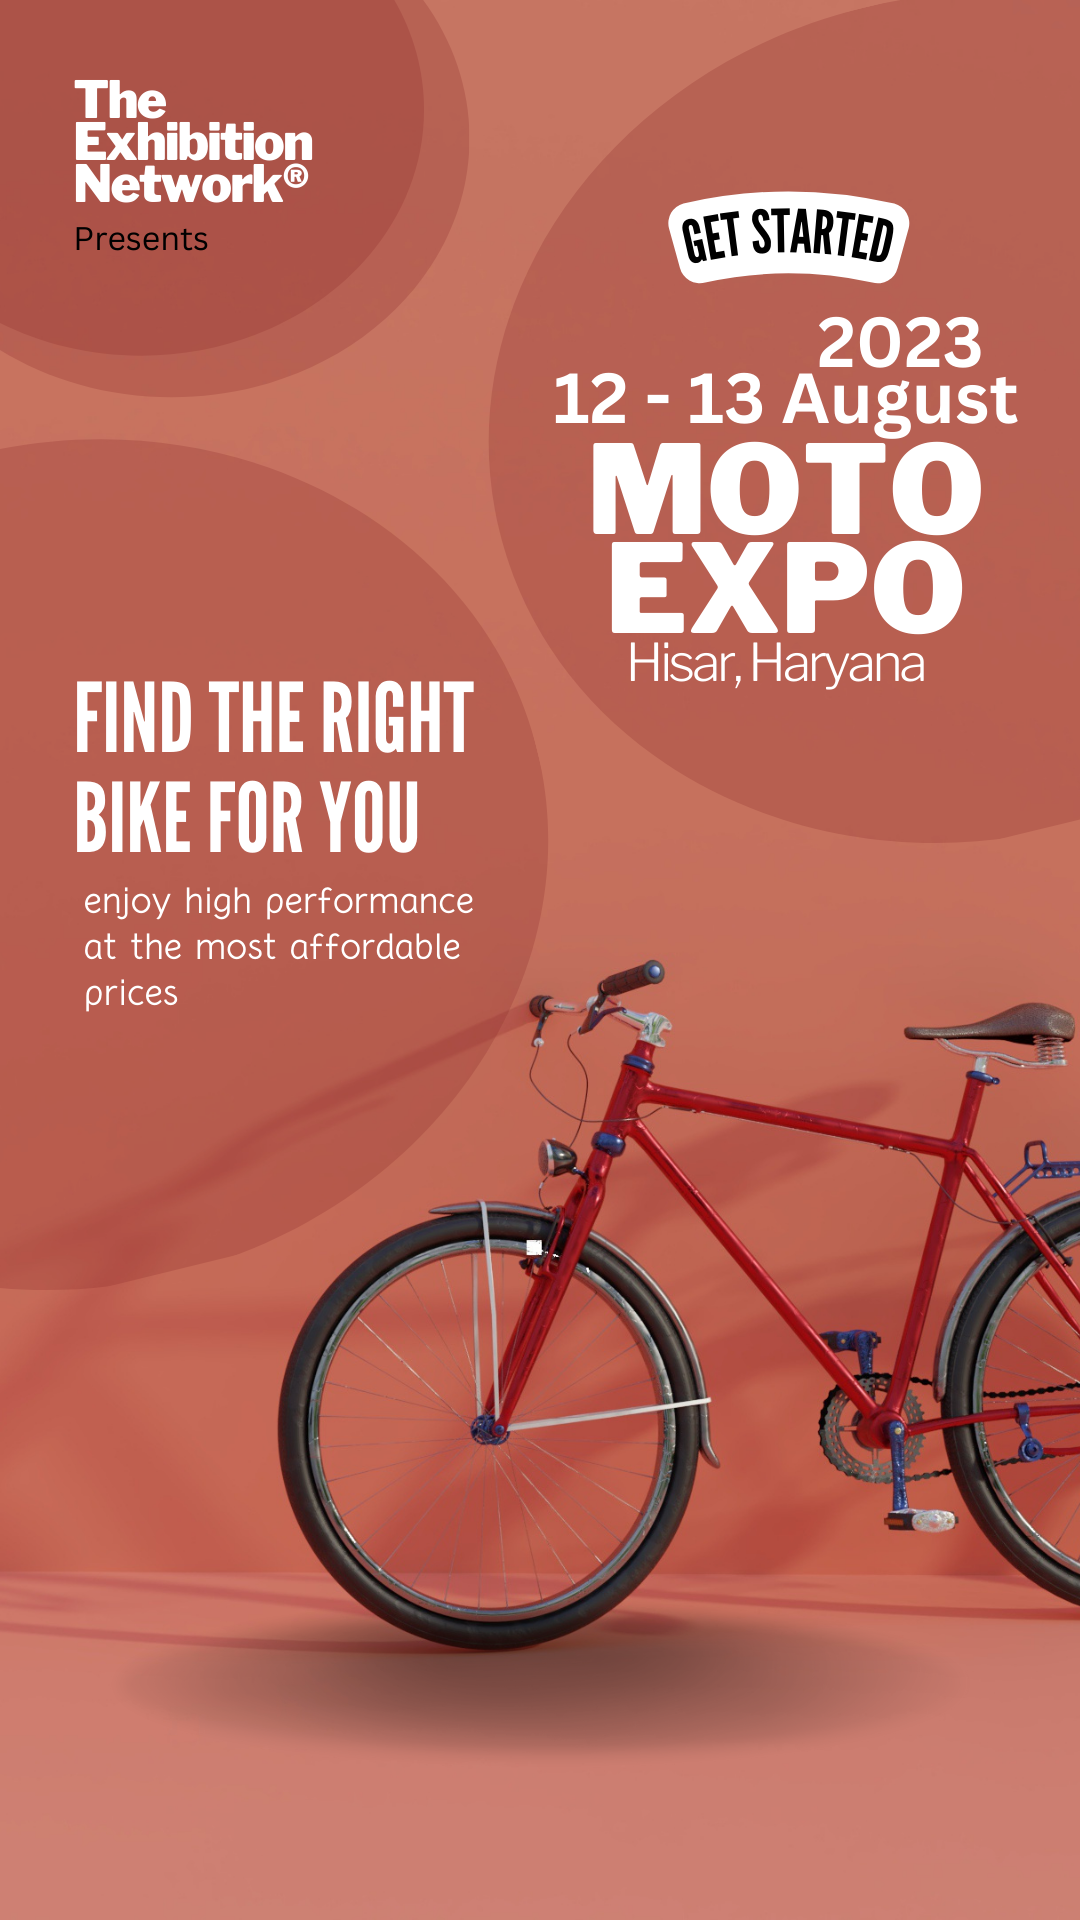 The
Exhibition
Network®
Presents
GET STARTED
2023
12 - 13 August
MOTO
EXPO
Hisar, Haryana
FIND THE RIGHT
BIKE FOR YOU
enjoy high performance
at the most affordable
prices